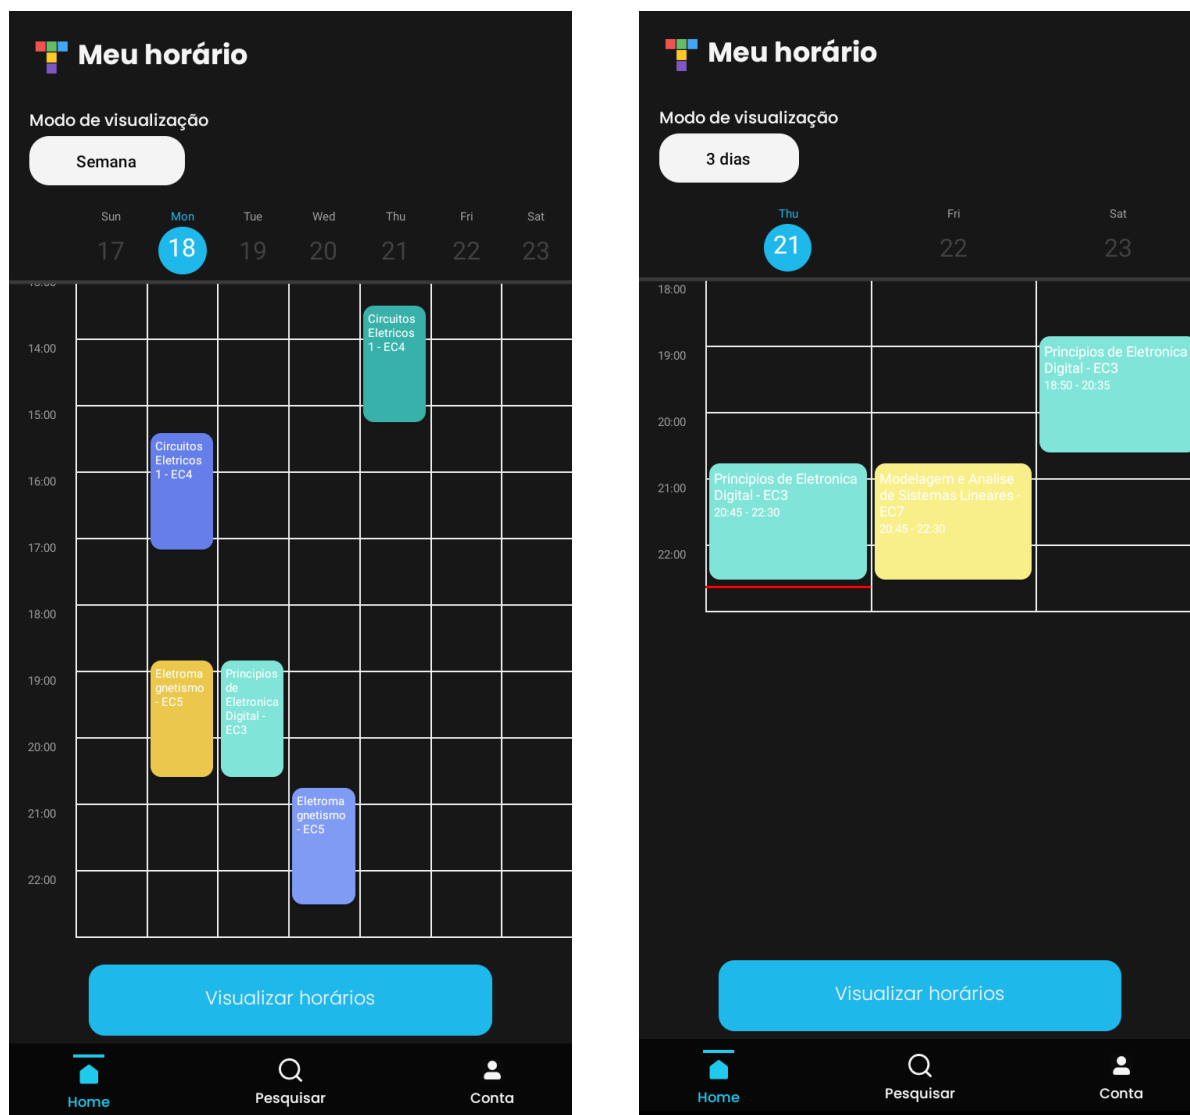 Meu horário
Modo de visualização
Semana
Sun Mon Tue Wed Thu Fri Sat
17 18 19 20 21 22 23
Circuitos
Eletricos
1 - EC4
14:00
15:00
Circuitos
Eletricos
1 - EC4
16:00
17:00
18:00
19:00
Eletroma
gnetismo
- EC5
Principios
de
Eletronica
Digital -
EC3
20:00
Eletroma
gnetismo
- EC5
21:00
22:00
Visualizar horários
Home Pesquisar Conta
Meu horário
Modo de visualização
3 dias
Thu Fri Sat
21 22 23
18:00
19:00
Principios de Eletronica
Digital - EC3
18:50 - 20:35
20:00
21:00
Principios de Eletronica
Digital - EC3
20:45 - 22:30
Modelagem e Analise
de Sistemas Lineares -
EC7
20:45 - 22:30
22:00
Visualizar horários
Home Pesquisar Conta